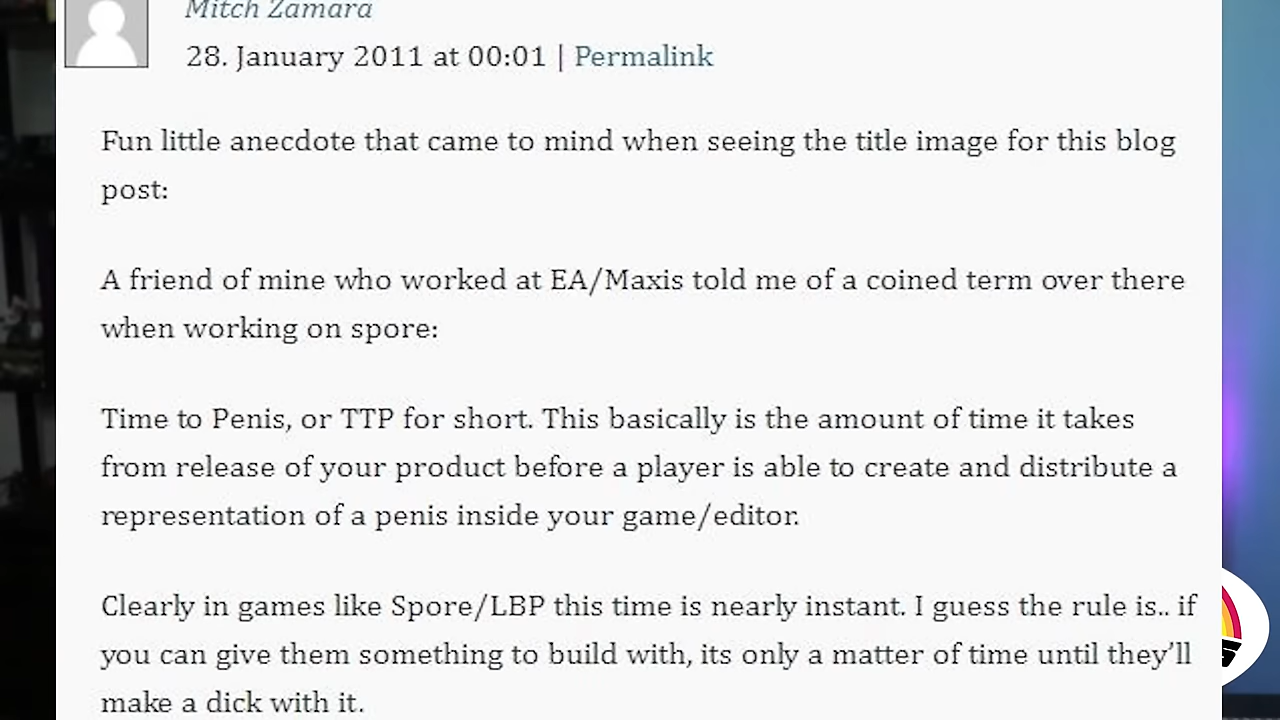 Mitch Zamara
28. January 2011 at 00:01 | Permalink
Fun little anecdote that came to mind when seeing the title image for this blog
post:
A friend of mine who worked at EA/Maxis told me of a coined term over there
when working on spore:
Time to Penis, or TTP for short. This basically is the amount of time it takes
from release of your product before a player is able to create and distribute a
representation of a penis inside your game/editor.
Clearly in games like Spore/LBP this time is nearly instant. I guess the rule is.. if
you can give them something to build with, its only a matter of time until they’ll
make a dick with it.